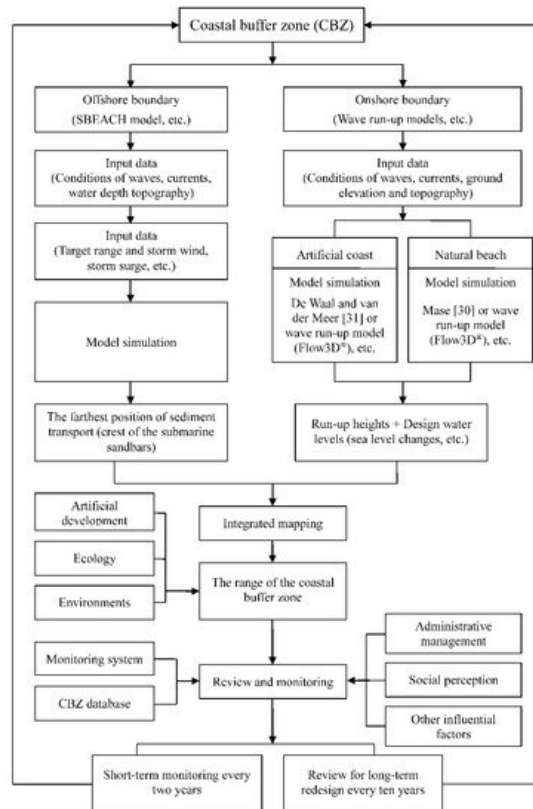 Coastal buffer zone (CBZ)
Offshore boundary
(SBEACH model, etc.)
Onshore boundary
(Wave run-up models, etc.)
Input data
(Conditions of waves, currents,
water depth topography)
Input data
(Conditions of waves, currents, ground
elevation and topography)
Input data
(Target range and storm wind,
storm surge, etc.)
Artificial coast
Model simulation
De Waal and van
der Meer [31] or
wave run-up model
(Flow3D®), etc.
Natural beach
Model simulation
Mase [30] or wave
run-up model
(Flow3D®), etc.
Model simulation
The farthest position of sediment
transport (crest of the submarine
sandbars)
Run-up heights + Design water
levels (sea level changes, etc.)
Artificial
development
Ecology
Environments
Integrated mapping
The range of the coastal
buffer zone
Monitoring system
CBZ database
Review and monitoring
Administrative
management
Social perception
Other influential
factors
Short-term monitoring every
two years
Review for long-term
redesign every ten years